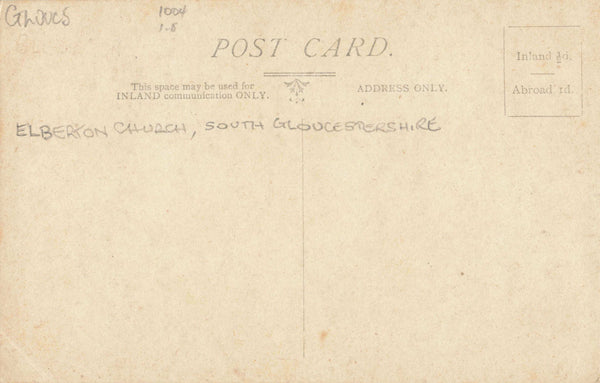 GLOUCS
1004
1-8
POST CARD.
This space may be used for
INLAND communication ONLY.
ADDRESS ONLY.
Inland ½d.
Abroad 1d.
ELBERTON CHURCH, SOUTH GLOUCESTERSHIRE